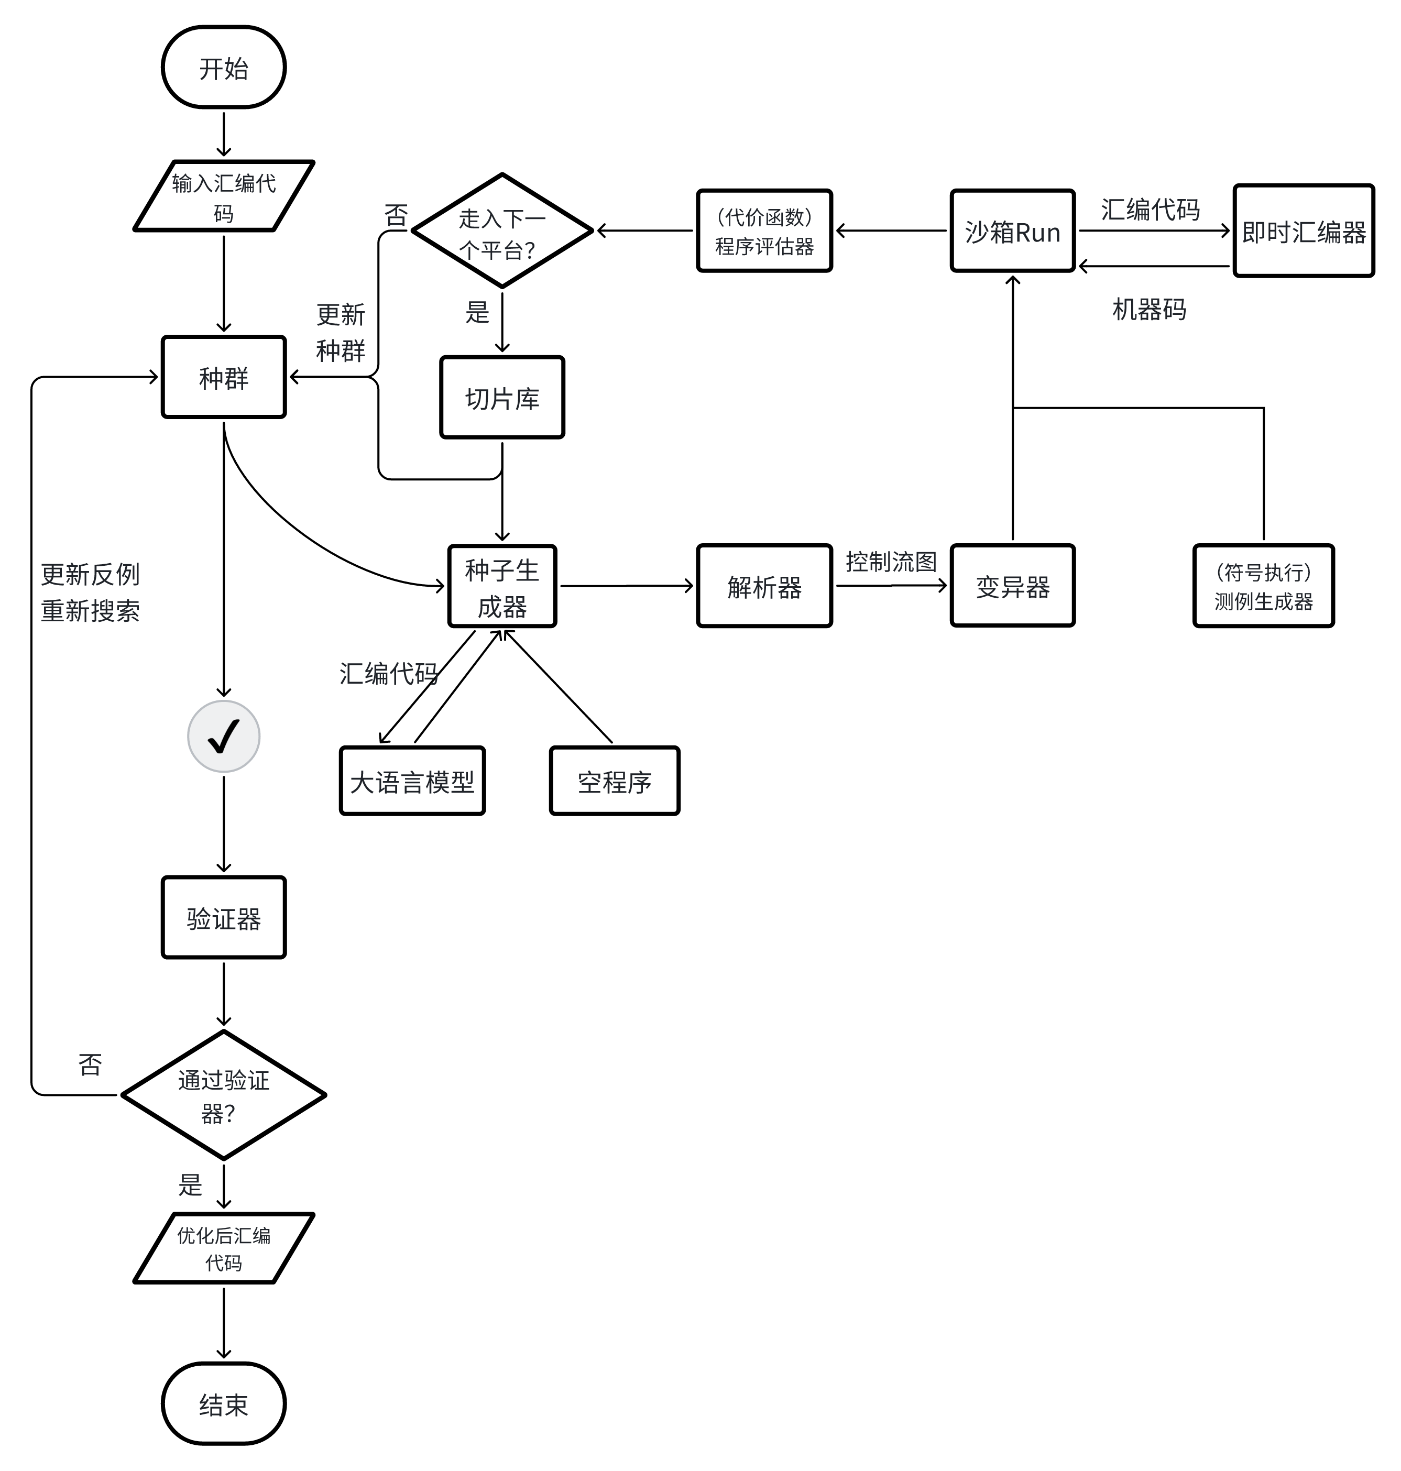 开始
输入汇编代
码
否
走入下一
个平台?
（代价函数）
程序评估器
沙箱Run
汇编代码
即时汇编器
机器码
更新
种群
是
种群
切片库
更新反例
重新搜索
种子生
成器
解析器
控制流图
变异器
（符号执行）
测例生成器
汇编代码
✓
大语言模型
空程序
验证器
否
通过验证
器?
是
优化后汇编
代码
结束